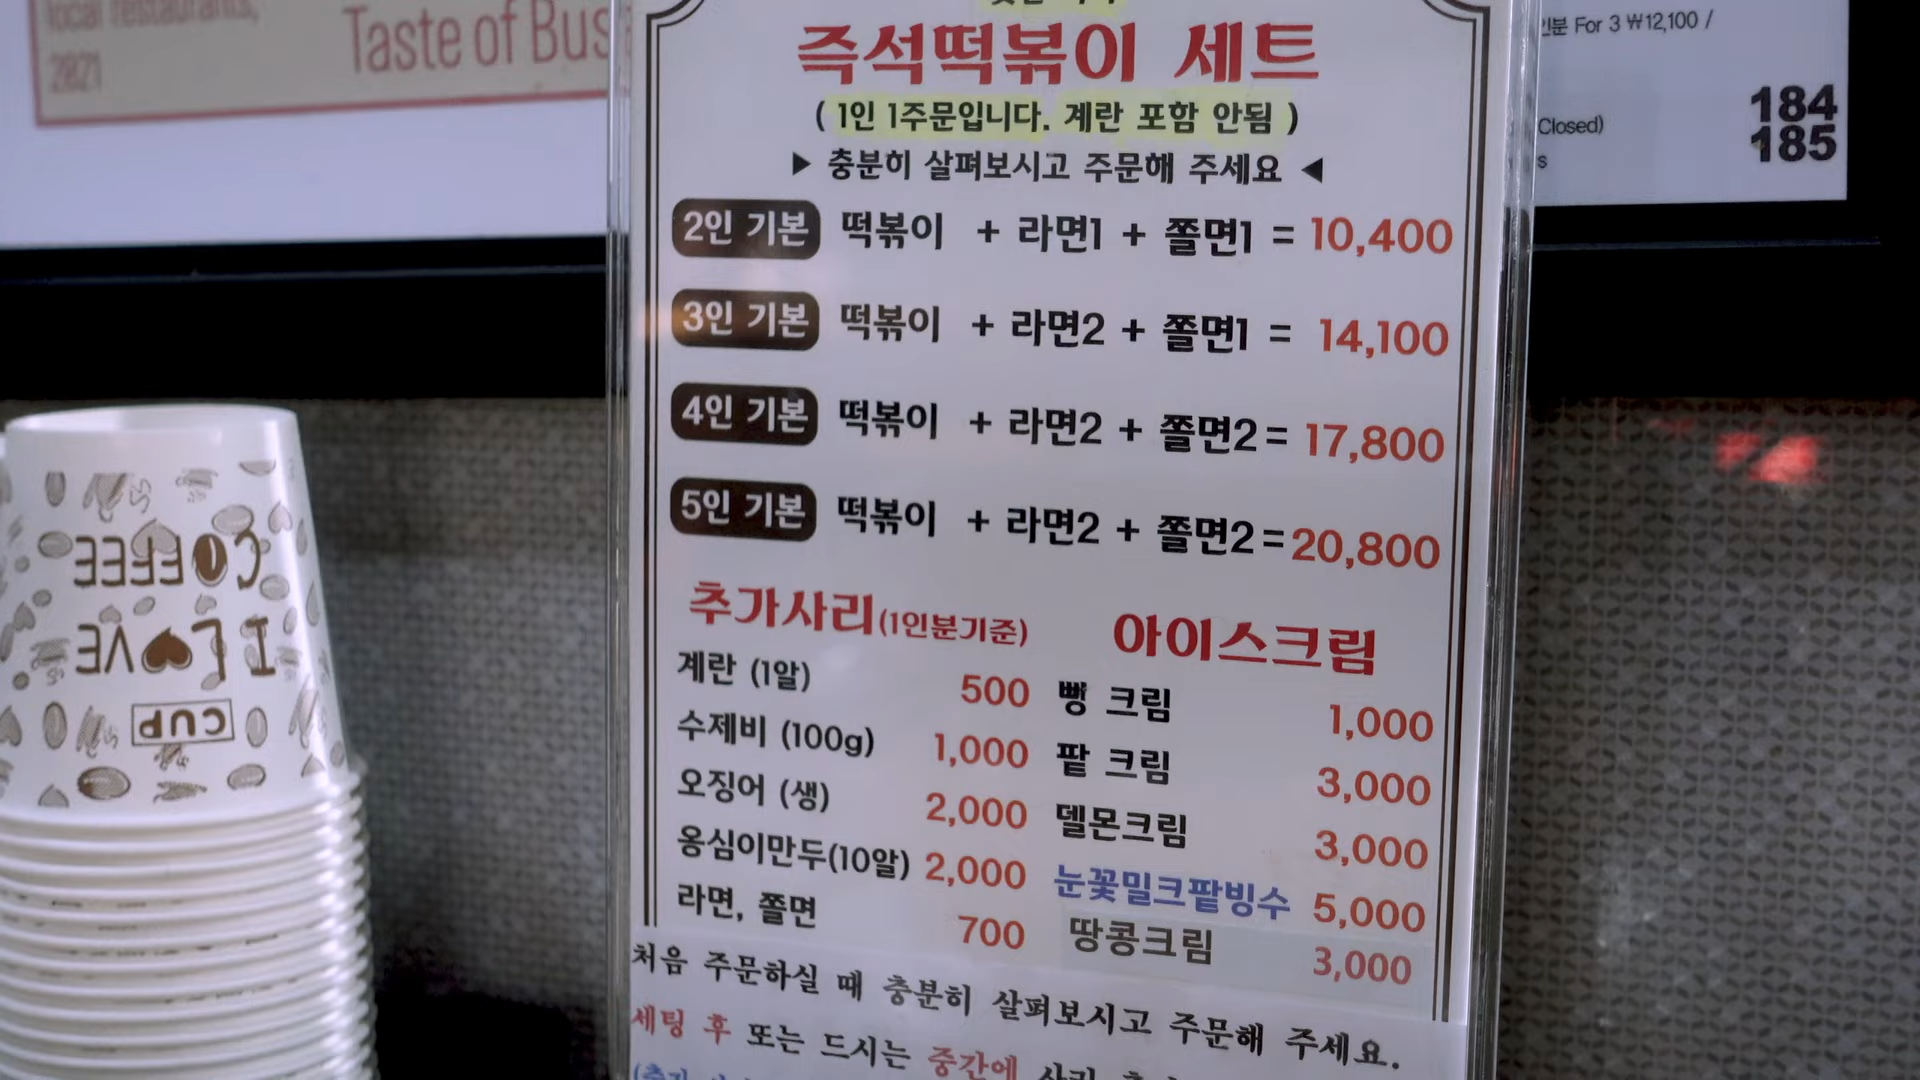 local restaurants,
2021
Taste of Bus
즉석떡볶이 세트
( 1인 1주문입니다. 계란 포함 안됨 )
▶ 충분히 살펴보시고 주문해 주세요 ◀
2인 기본 떡볶이 + 라면1 + 쫄면1 = 10,400
3인 기본 떡볶이 + 라면2 + 쫄면1 = 14,100
4인 기본 떡볶이 + 라면2 + 쫄면2 = 17,800
5인 기본 떡볶이 + 라면2 + 쫄면2 = 20,800
추가사리(1인분기준)
계란 (1알) 500
수제비 (100g) 1,000
오징어 (생) 2,000
옹심이만두(10알) 2,000
라면, 쫄면 700
아이스크림
빵 크림 1,000
팥 크림 3,000
델몬크림 3,000
눈꽃밀크팥빙수 5,000
땅콩크림 3,000
처음 주문하실 때 충분히 살펴보시고 주문해 주세요.
세팅 후 또는 드시는 중간에 사리
인분 For 3 ₩12,100 /
184
Closed)
185
s
CUP
I LOVE
COFFEE